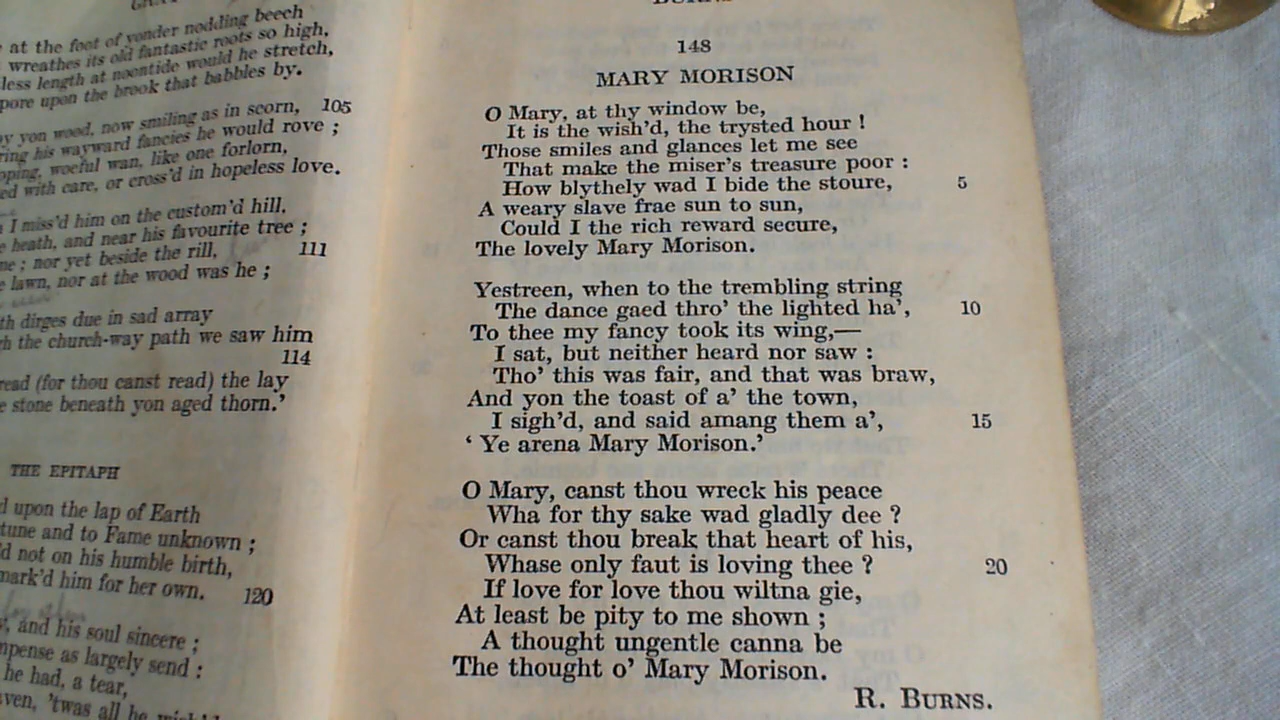 at the foot of yonder nodding beech
wreathes its old fantastic roots so high,
less length at noontide would he stretch,
pore upon the brook that babbles by.
yon wood, now smiling as in scorn, 105
his wayward fancies he would rove ;
woeful wan, like one forlorn,
with care, or cross'd in hopeless love.
I miss'd him on the custom'd hill,
heath, and near his favourite tree ;
nor yet beside the rill, 111
lawn, nor at the wood was he ;
dirges due in sad array
the church-way path we saw him
114
read (for thou canst read) the lay
stone beneath yon aged thorn.'
THE EPITAPH
upon the lap of Earth
tune and to Fame unknown ;
not on his humble birth,
mark'd him for her own. 120
and his soul sincere ;
mpense as largely send :
he had, a tear,
'twas all he
BURNS
148
MARY MORISON
O Mary, at thy window be,
It is the wish'd, the trysted hour !
Those smiles and glances let me see
That make the miser's treasure poor :
How blythely wad I bide the stoure, 5
A weary slave frae sun to sun,
Could I the rich reward secure,
The lovely Mary Morison.
Yestreen, when to the trembling string
The dance gaed thro' the lighted ha', 10
To thee my fancy took its wing,—
I sat, but neither heard nor saw :
Tho' this was fair, and that was braw,
And yon the toast of a' the town,
I sigh'd, and said amang them a', 15
‘ Ye arena Mary Morison.’
O Mary, canst thou wreck his peace
Wha for thy sake wad gladly dee ?
Or canst thou break that heart of his,
Whase only faut is loving thee ? 20
If love for love thou wiltna gie,
At least be pity to me shown ;
A thought ungentle canna be
The thought o' Mary Morison.
R. BURNS.